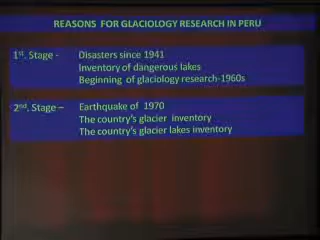 REASONS FOR GLACIOLOGY RESEARCH IN PERU
1st. Stage - Disasters since 1941
Inventory of dangerous lakes
Beginning of glaciology research-1960s
2nd. Stage – Earthquake of 1970
The country's glacier inventory
The country's glacier lakes inventory